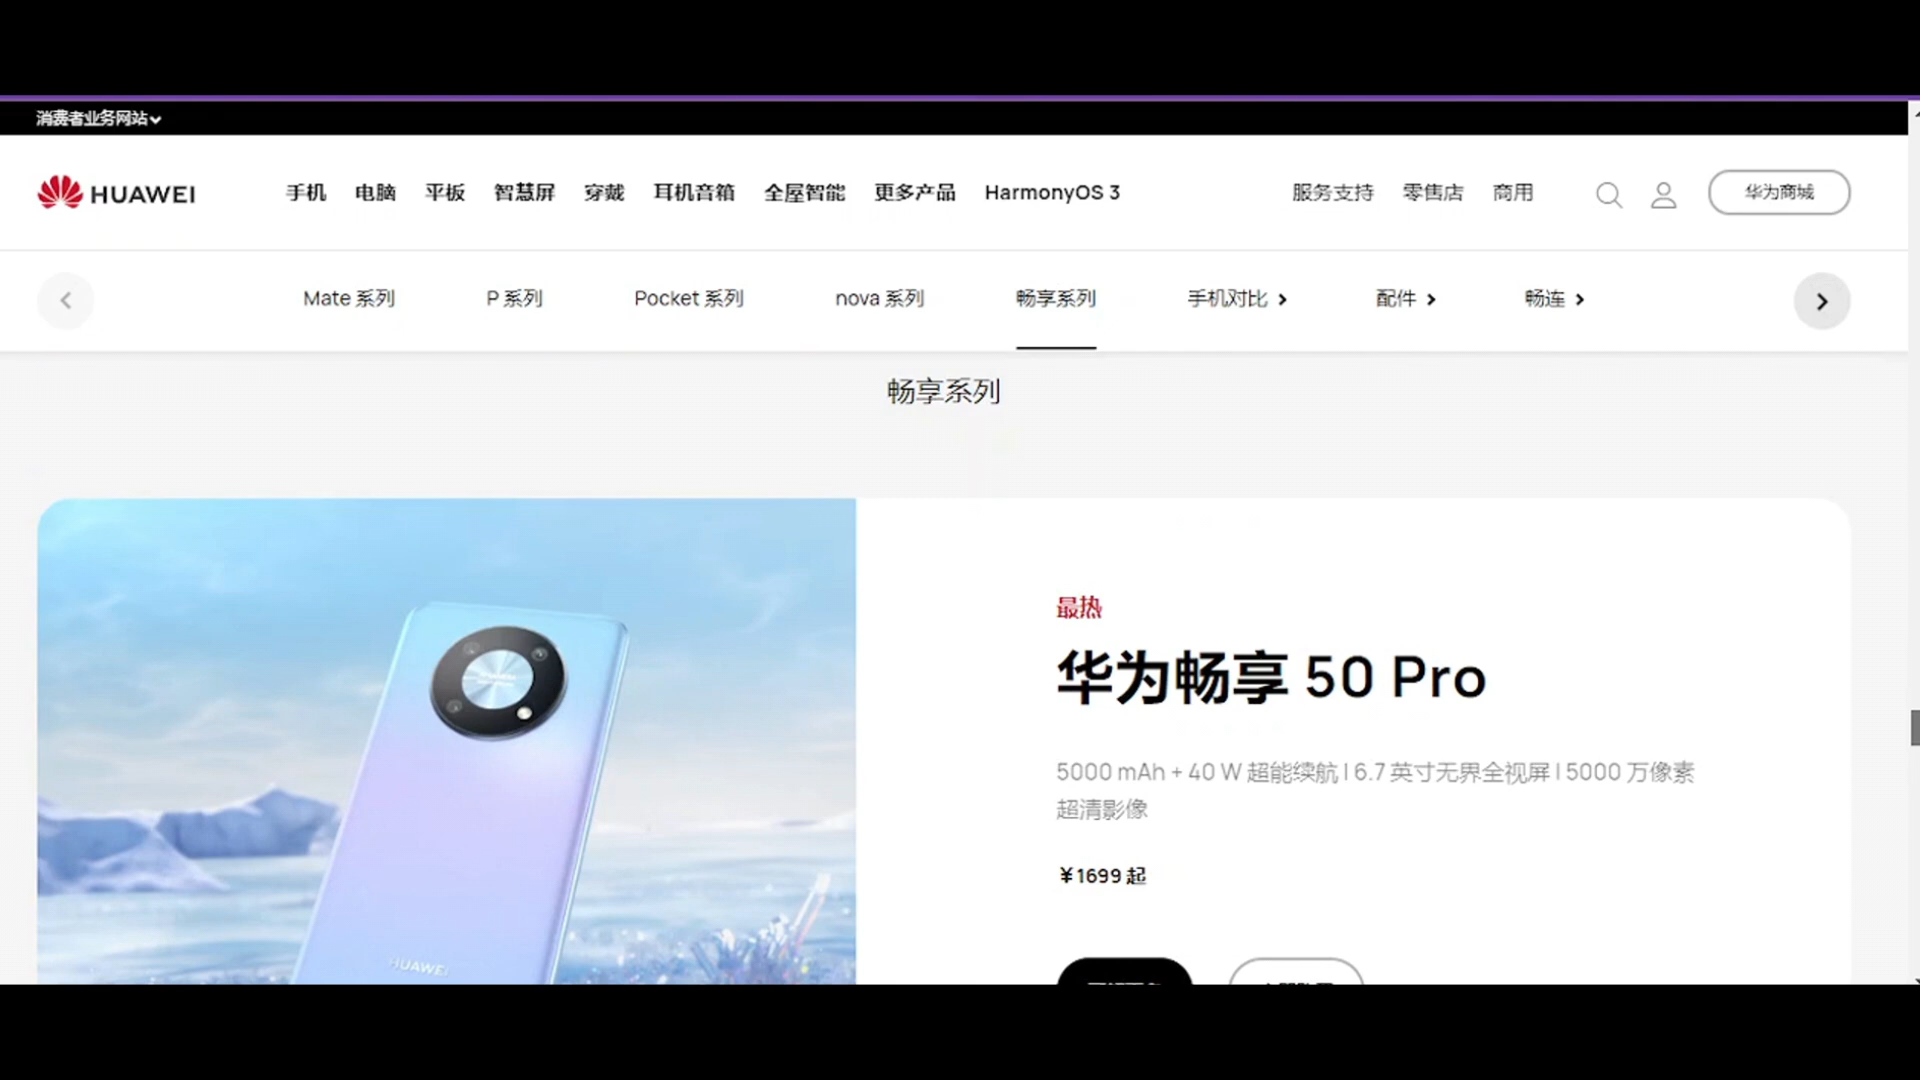 消费者业务网站
HUAWEI
手机 电脑 平板 智慧屏 穿戴 耳机音箱 全屋智能 更多产品 HarmonyOS 3 服务支持 零售店 商用 华为商城
Mate 系列 P 系列 Pocket 系列 nova 系列 畅享系列 手机对比 配件 畅连
畅享系列
最热
华为畅享 50 Pro
5000 mAh + 40 W 超能续航 | 6.7 英寸无界全视屏 | 5000 万像素
超清影像
¥1699 起
HUAWEI